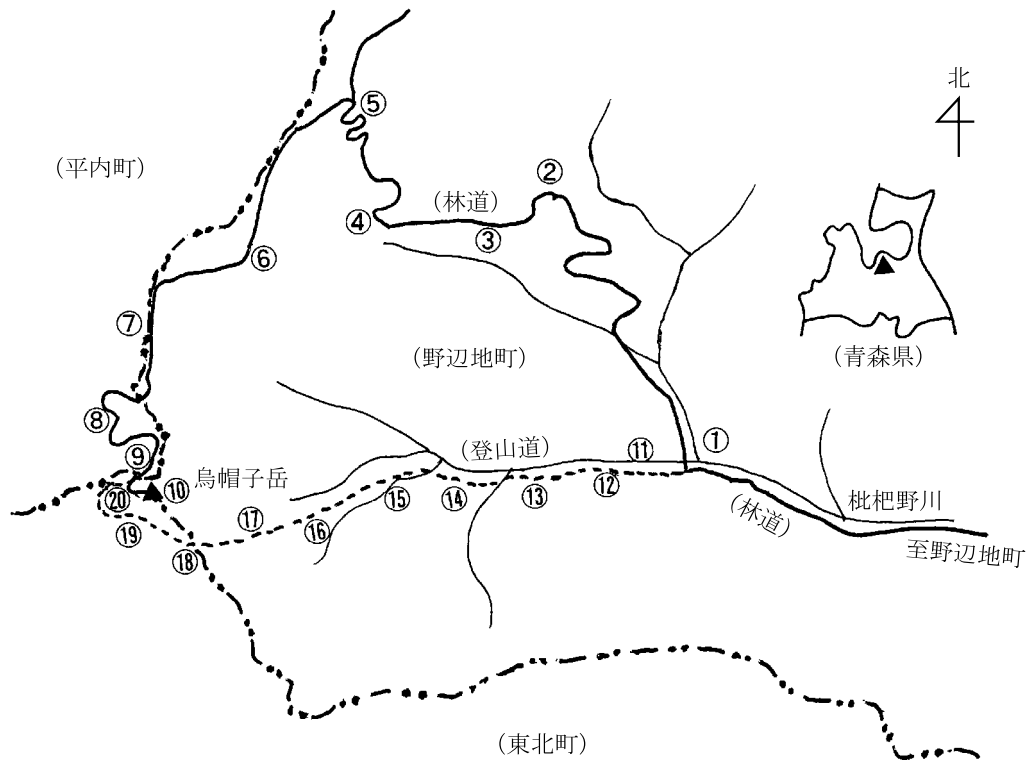 北
⑤
(平内町)
②
(林道)
④
③
⑥
⑦
(野辺地町)
(青森県)
⑧
(登山道)
⑪
①
⑨
烏帽子岳
⑩
⑳
⑮
⑭
⑬
⑫
枇杷野川
(林道)
⑰
⑯
⑲
⑱
至野辺地町
(東北町)